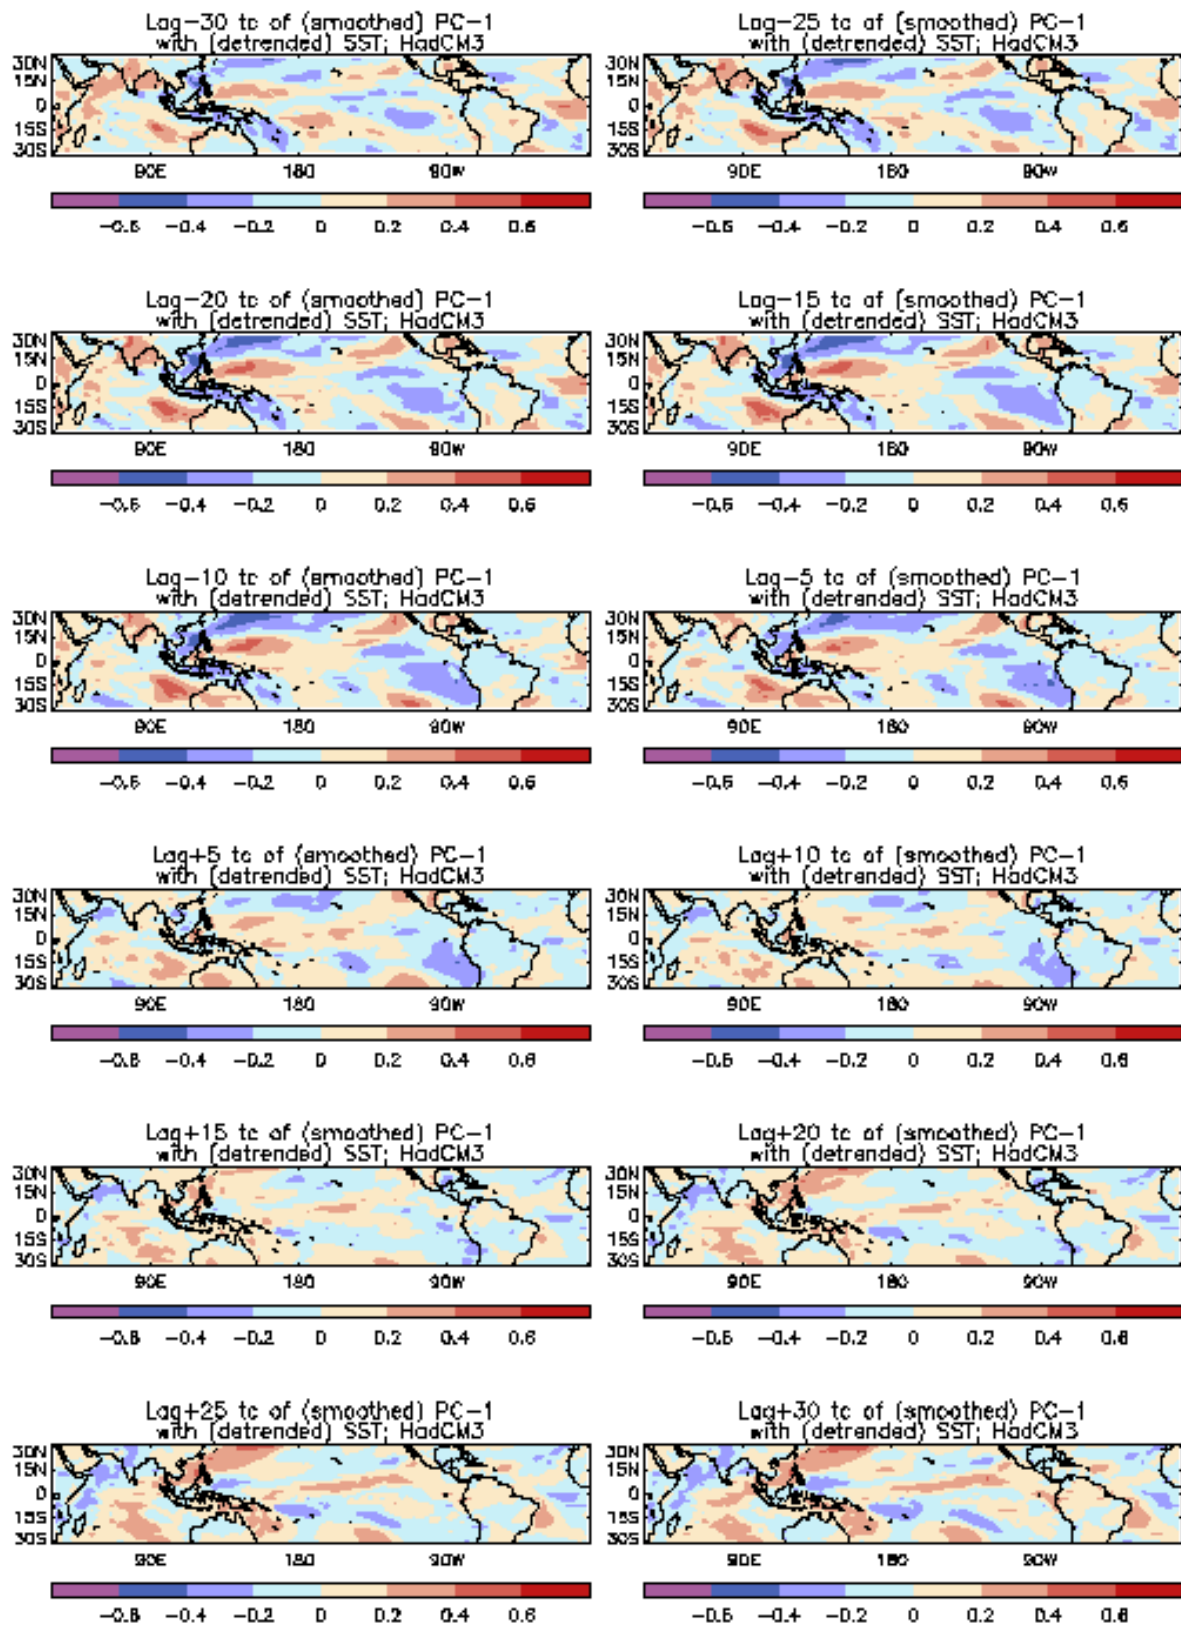 Lag-30 tc of (smoothed) PC-1
with (detrended) SST; HadCM3
30N
15N
0
15S
30S
90E 180 90W
-0.6 -0.4 -0.2 0 0.2 0.4 0.6
Lag-25 tc of (smoothed) PC-1
with (detrended) SST; HadCM3
30N
15N
0
15S
30S
90E 180 90W
-0.6 -0.4 -0.2 0 0.2 0.4 0.6
Lag-20 tc of (smoothed) PC-1
with (detrended) SST; HadCM3
30N
15N
0
15S
30S
90E 180 90W
-0.6 -0.4 -0.2 0 0.2 0.4 0.6
Lag-15 tc of (smoothed) PC-1
with (detrended) SST; HadCM3
30N
15N
0
15S
30S
90E 180 90W
-0.6 -0.4 -0.2 0 0.2 0.4 0.6
Lag-10 tc of (smoothed) PC-1
with (detrended) SST; HadCM3
30N
15N
0
15S
30S
90E 180 90W
-0.6 -0.4 -0.2 0 0.2 0.4 0.6
Lag-5 tc of (smoothed) PC-1
with (detrended) SST; HadCM3
30N
15N
0
15S
30S
90E 180 90W
-0.6 -0.4 -0.2 0 0.2 0.4 0.6
Lag+5 tc of (smoothed) PC-1
with (detrended) SST; HadCM3
30N
15N
0
15S
30S
90E 180 90W
-0.6 -0.4 -0.2 0 0.2 0.4 0.6
Lag+10 tc of (smoothed) PC-1
with (detrended) SST; HadCM3
30N
15N
0
15S
30S
90E 180 90W
-0.6 -0.4 -0.2 0 0.2 0.4 0.6
Lag+15 tc of (smoothed) PC-1
with (detrended) SST; HadCM3
30N
15N
0
15S
30S
90E 180 90W
-0.6 -0.4 -0.2 0 0.2 0.4 0.6
Lag+20 tc of (smoothed) PC-1
with (detrended) SST; HadCM3
30N
15N
0
15S
30S
90E 180 90W
-0.6 -0.4 -0.2 0 0.2 0.4 0.6
Lag+25 tc of (smoothed) PC-1
with (detrended) SST; HadCM3
30N
15N
0
15S
30S
90E 180 90W
-0.6 -0.4 -0.2 0 0.2 0.4 0.6
Lag+30 tc of (smoothed) PC-1
with (detrended) SST; HadCM3
30N
15N
0
15S
30S
90E 180 90W
-0.6 -0.4 -0.2 0 0.2 0.4 0.6